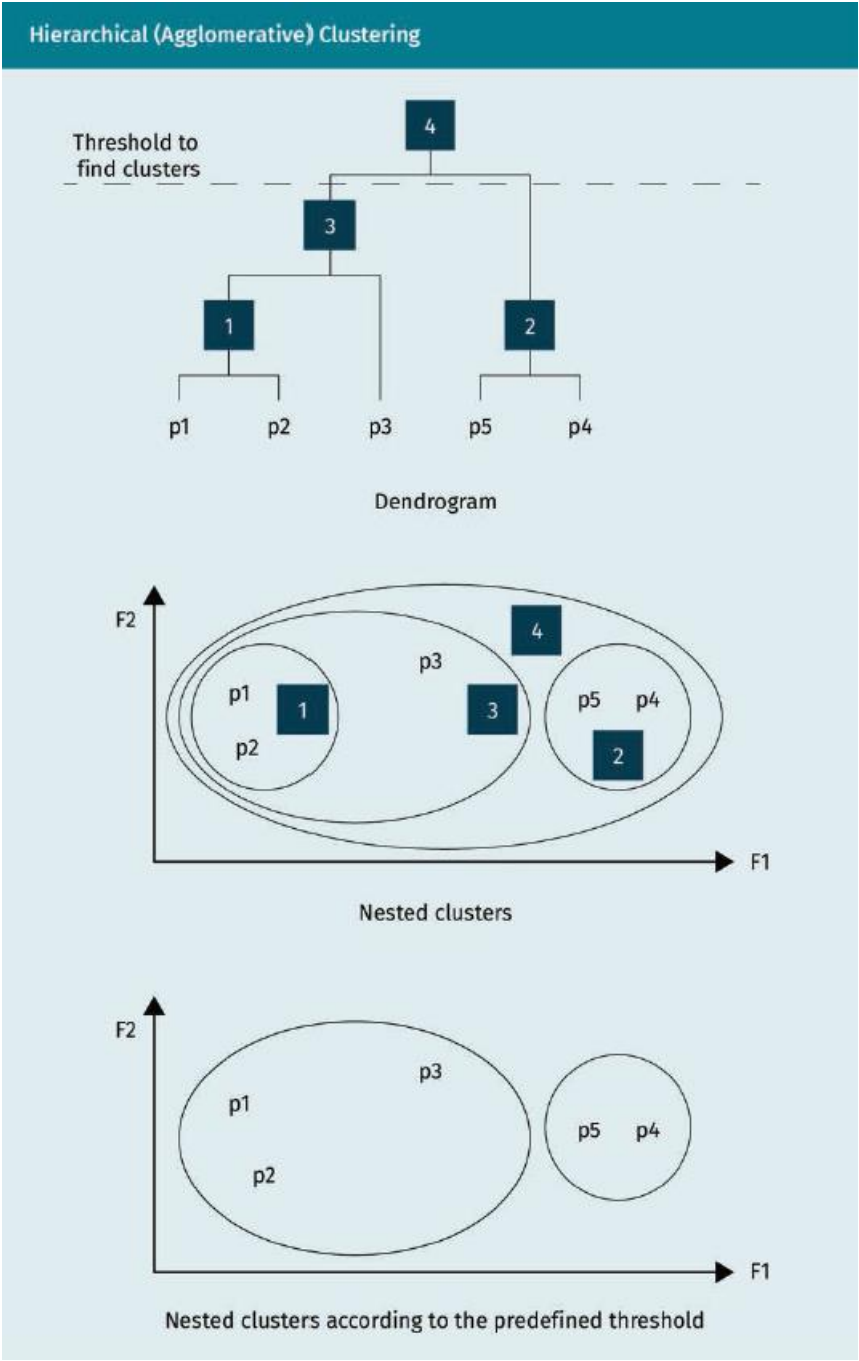 Hierarchical (Agglomerative) Clustering
4
Threshold to
find clusters
3
1
2
p1 p2 p3 p5 p4
Dendrogram
F2
4
p3
p1
1
3
p5 p4
p2
2
F1
Nested clusters
F2
p3
p1
p5 p4
p2
F1
Nested clusters according to the predefined threshold